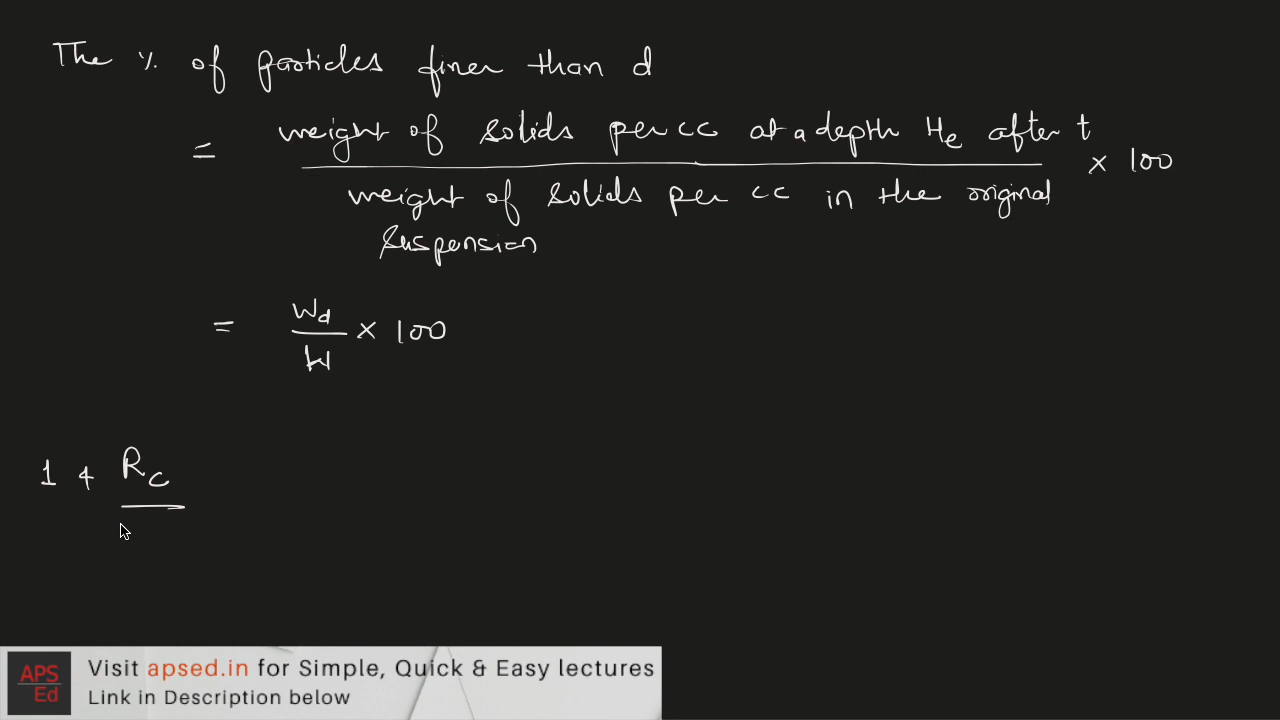 The % of particles finer than d
= weight of solids per cc at a depth He after t × 100
weight of solids per cc in the original
suspension
= Wd × 100
W
1 + Rc
APS Ed
Visit apsed.in for Simple, Quick & Easy lectures
Link in Description below